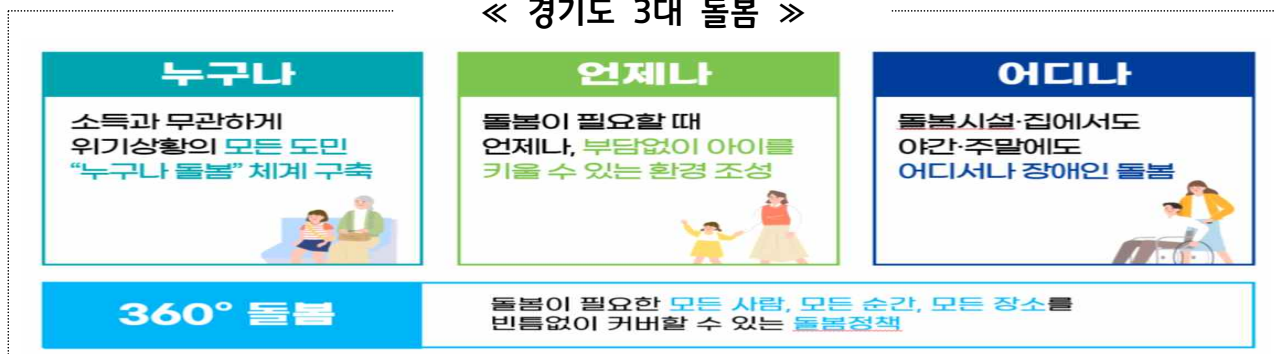 ≪ 경기도 3대 돌봄 ≫
누구나
소득과 무관하게
위기상황의 모든 도민
“누구나 돌봄” 체계 구축
언제나
돌봄이 필요할 때
언제나, 부담없이 아이를
키울 수 있는 환경 조성
어디나
돌봄시설·집에서도
야간·주말에도
어디서나 장애인 돌봄
360° 돌봄
돌봄이 필요한 모든 사람, 모든 순간, 모든 장소를
빈틈없이 커버할 수 있는 돌봄정책